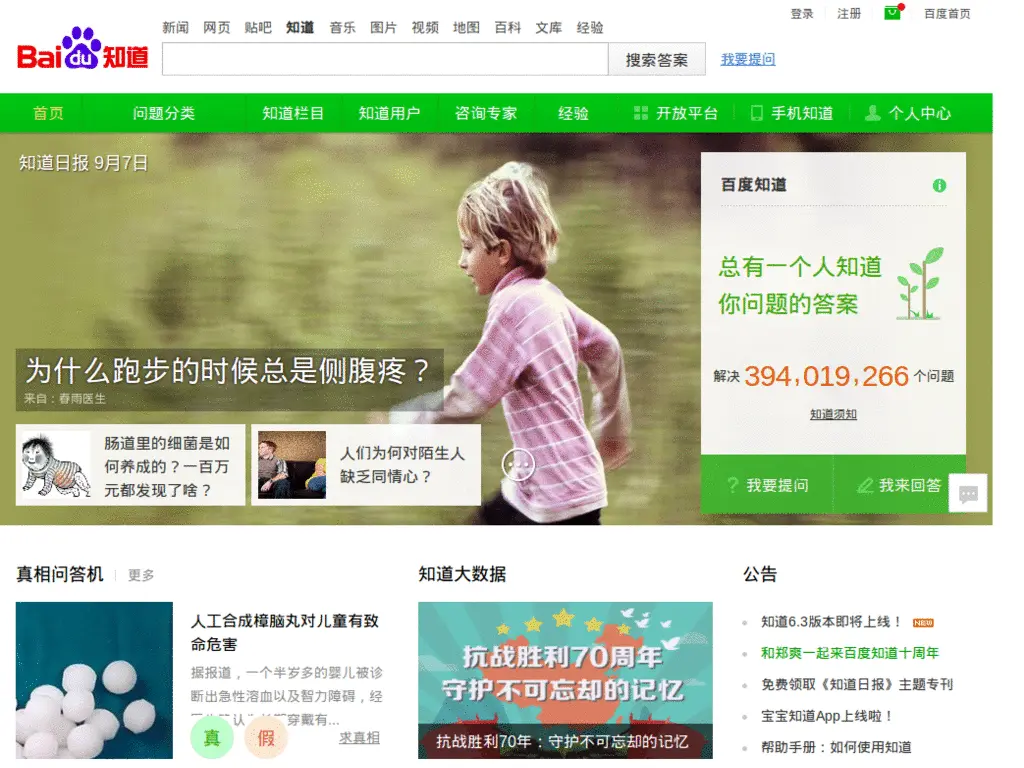 登录 注册 百度首页
新闻 网页 贴吧 知道 音乐 图片 视频 地图 百科 文库 经验
Bai du 知道
搜索答案 我要提问
首页 问题分类 知道栏目 知道用户 咨询专家 经验 开放平台 手机知道 个人中心
知道日报 9月7日
百度知道
总有一个人知道
你问题的答案
为什么跑步的时候总是侧腹疼？
来自：春雨医生
解决 394,019,266 个问题
知道须知
肠道里的细菌是如
何养成的？一百万
元都发现了啥？
人们为何对陌生人
缺乏同情心？
? 我要提问
我来回答
真相问答机 更多
知道大数据
公告
人工合成樟脑丸对儿童有致
命危害
据报道，一个半岁多的婴儿被诊
断出急性溶血以及智力障碍，经
真 假 求真相
抗战胜利70周年
守护不可忘却的记忆
抗战胜利70年：守护不可忘却的记忆
知道6.3版本即将上线！ NEW
和郑爽一起来百度知道十周年
免费领取《知道日报》主题专刊
宝宝知道App上线啦！
帮助手册：如何使用知道